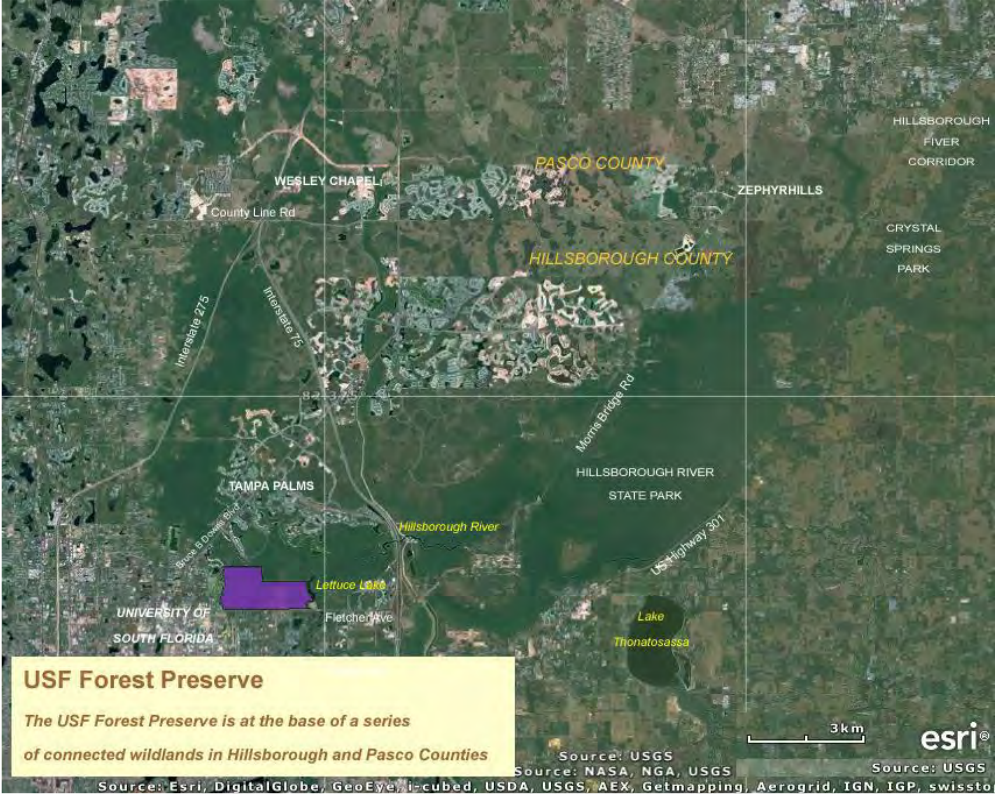 HILLSBOROUGH
FIVER
CORRIDOR
PASCO COUNTY
WESLEY CHAPEL
ZEPHYRHILLS
County Line Rd
CRYSTAL
SPRINGS
PARK
HILLSBOROUGH COUNTY
Interstate 275
Interstate 75
Morris Bridge Rd
HILLSBOROUGH RIVER
STATE PARK
TAMPA PALMS
Hillsborough River
US Highway 301
Bruce B Downs Blvd
Lettuce Lake
UNIVERSITY OF
SOUTH FLORIDA
Fletcher Ave
Lake
Thonatosassa
USF Forest Preserve
The USF Forest Preserve is at the base of a series
of connected wildlands in Hillsborough and Pasco Counties
3km
esri®
Source: USGS
Source: NASA, NGA, USGS
Source: USGS
Source: Esri, DigitalGlobe, GeoEye, i-cubed, USDA, USGS, AEX, Getmapping, Aerogrid, IGN, IGP, swissto